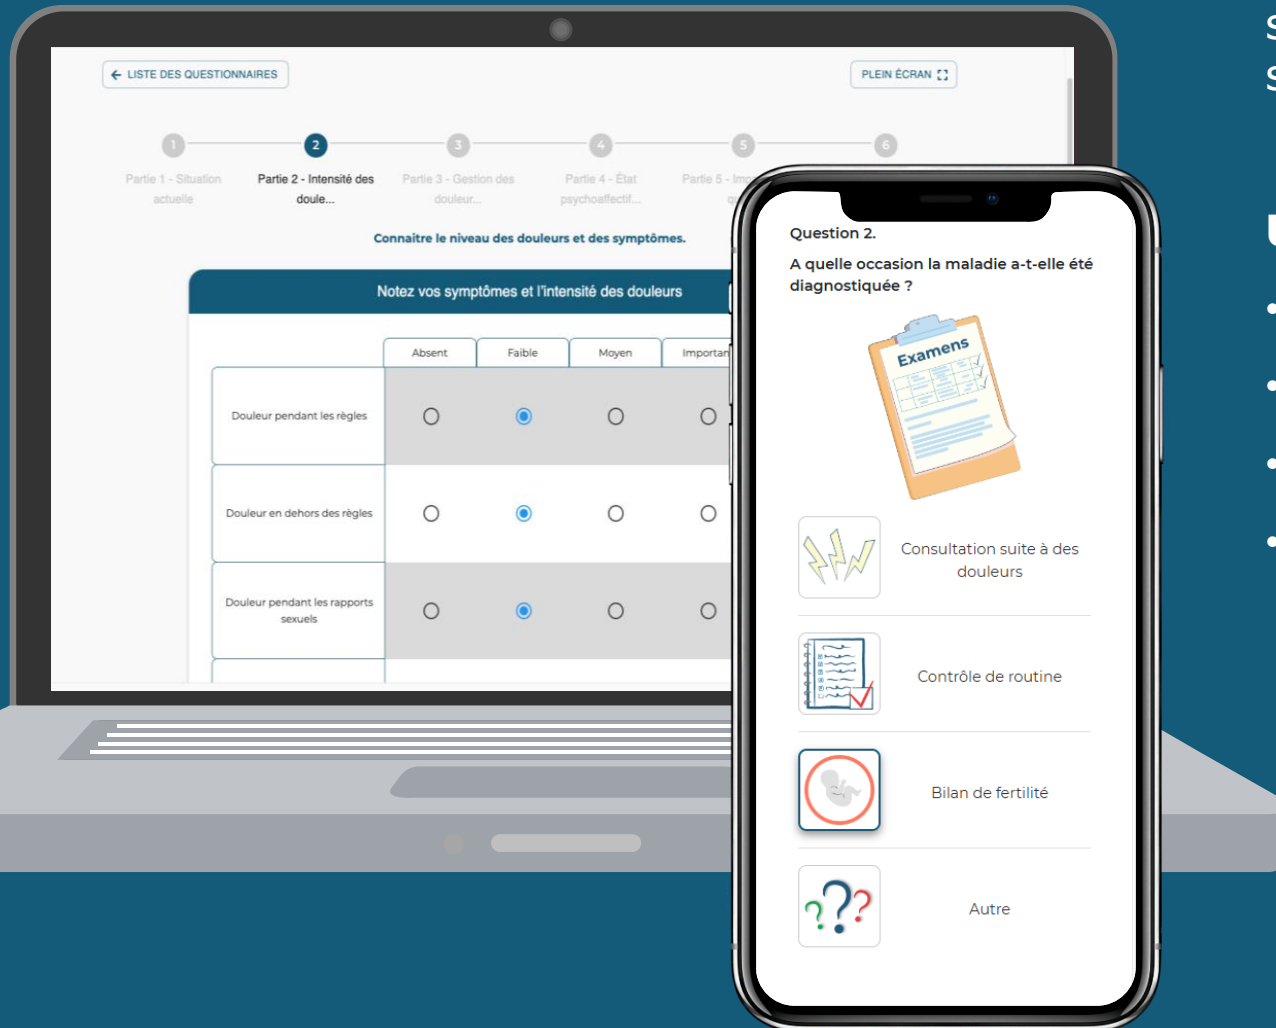 ← LISTE DES QUESTIONNAIRES
PLEIN ÉCRAN
1
2
3
4
5
6
Partie 1 - Situation
actuelle
Partie 2 - Intensité des
doule...
Partie 3 - Gestion des
douleur...
Partie 4 - État
psychoaffectif...
Partie 5 -
Connaitre le niveau des douleurs et des symptômes.
Notez vos symptômes et l'intensité des douleurs
Absent
Faible
Moyen
Importan
Douleur pendant les règles
Douleur en dehors des règles
Douleur pendant les rapports
sexuels
Question 2.
A quelle occasion la maladie a-t-elle été
diagnostiquée ?
Examens
Consultation suite à des
douleurs
Contrôle de routine
Bilan de fertilité
???
Autre